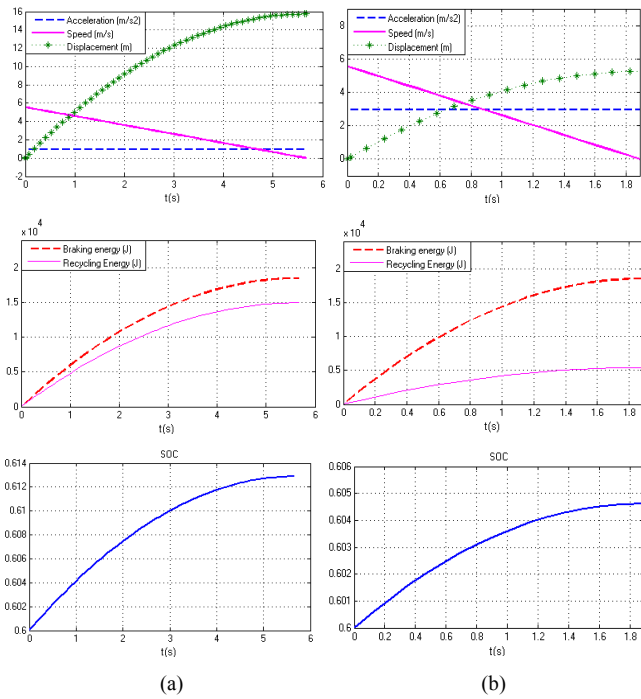 16
14
12
10
8
6
4
2
0
-2
Acceleration (m/s2)
Speed (m/s)
Displacement (m)
0 1 2 3 4 5 6
t(s)
8
6
4
2
0
Acceleration (m/s2)
Speed (m/s)
Displacement (m)
0 0.2 0.4 0.6 0.8 1 1.2 1.4 1.6 1.8
t(s)
x 10^4
2
1.5
1
0.5
0
Braking energy (J)
Recycling Energy (J)
0 1 2 3 4 5 6
t(s)
x 10^4
2
1.5
1
0.5
0
Braking energy (J)
Recycling Energy (J)
0 0.2 0.4 0.6 0.8 1 1.2 1.4 1.6 1.8
t(s)
SOC
0.614
0.612
0.61
0.608
0.606
0.604
0.602
0.6
0 1 2 3 4 5 6
t(s)
SOC
0.606
0.605
0.604
0.603
0.602
0.601
0.6
0 0.2 0.4 0.6 0.8 1 1.2 1.4 1.6 1.8
t(s)
(a)
(b)